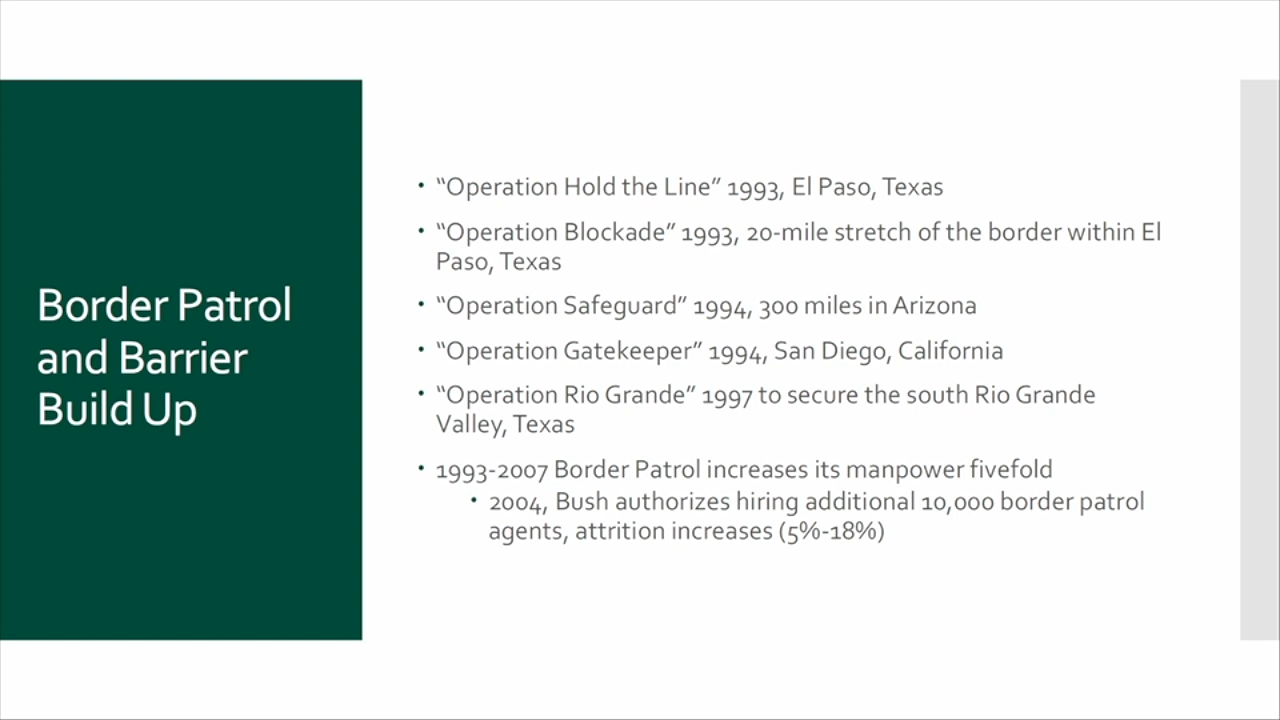 Border Patrol
and Barrier
Build Up
• “Operation Hold the Line” 1993, El Paso, Texas
• “Operation Blockade” 1993, 20-mile stretch of the border within El
Paso, Texas
• “Operation Safeguard” 1994, 300 miles in Arizona
• “Operation Gatekeeper” 1994, San Diego, California
• “Operation Rio Grande” 1997 to secure the south Rio Grande
Valley, Texas
• 1993-2007 Border Patrol increases its manpower fivefold
• 2004, Bush authorizes hiring additional 10,000 border patrol
agents, attrition increases (5%-18%)